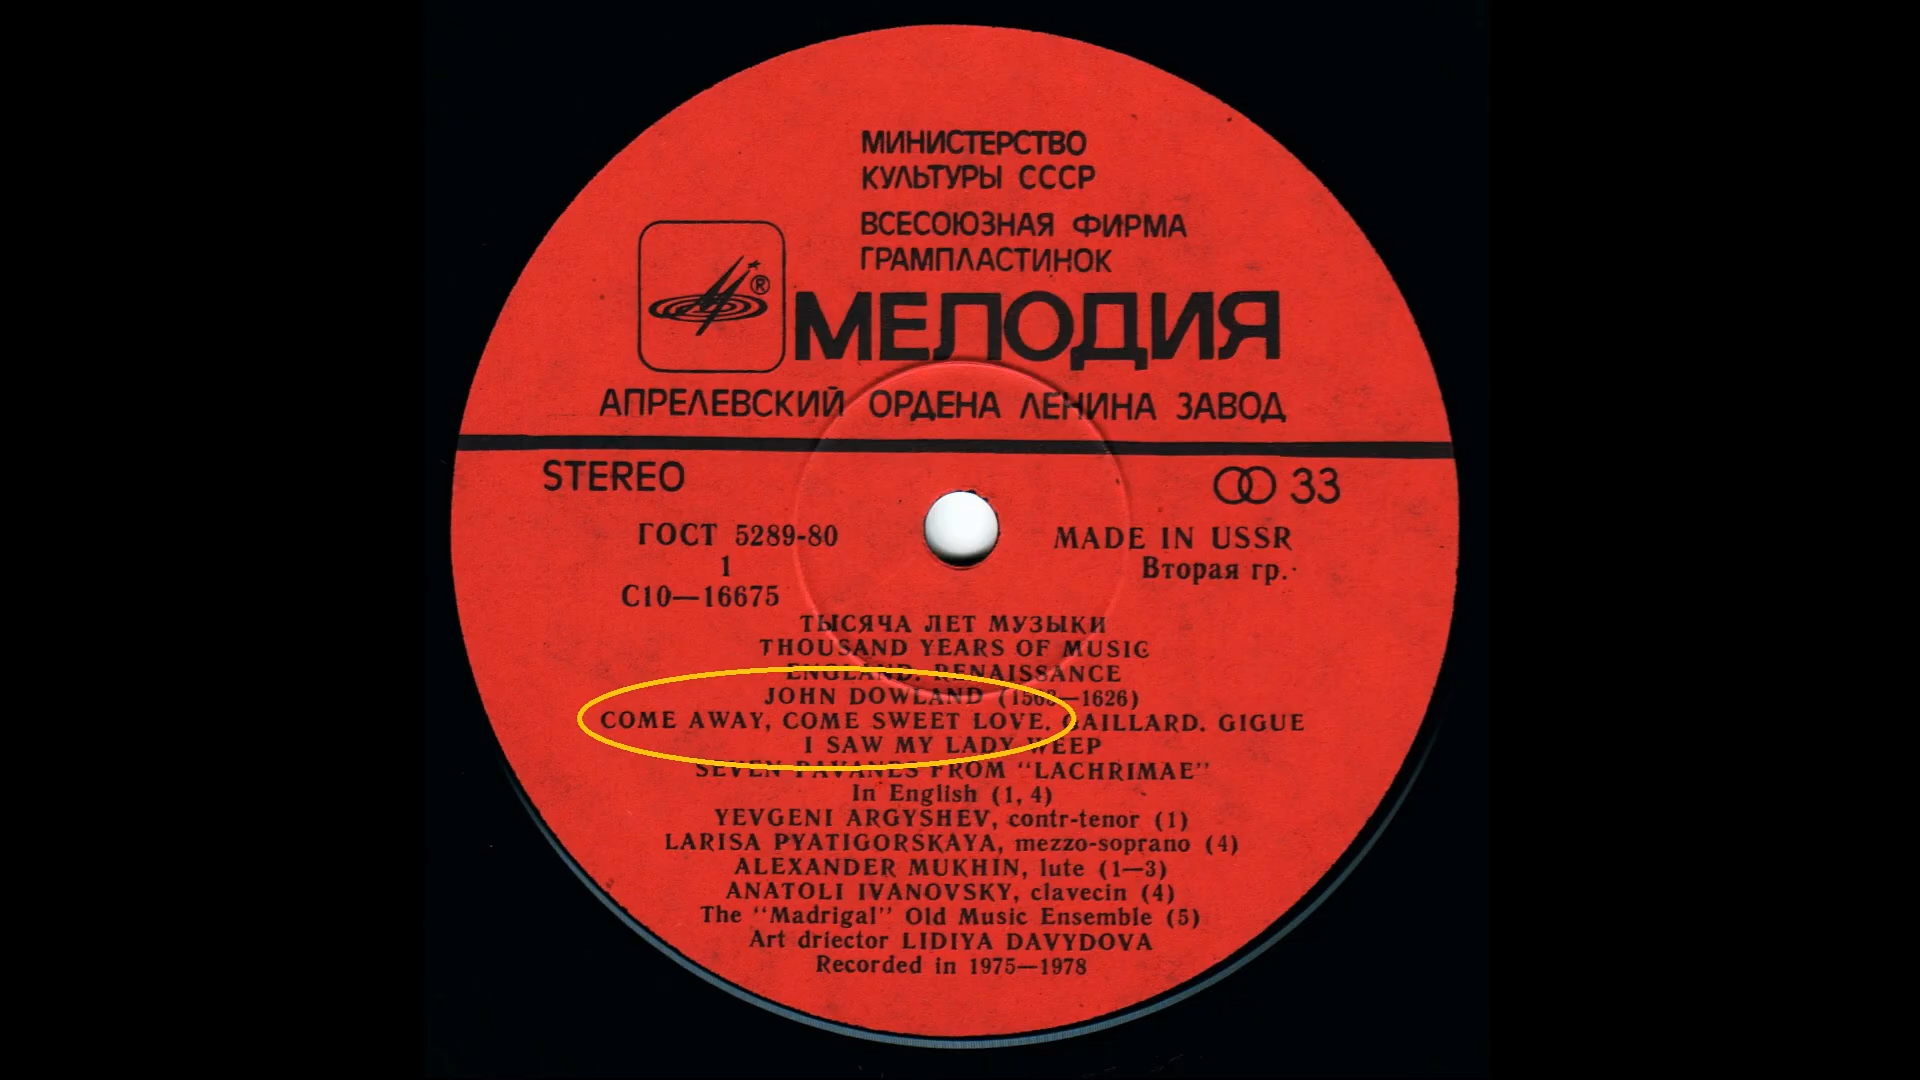 МИНИСТЕРСТВО
КУЛЬТУРЫ СССР
ВСЕСОЮЗНАЯ ФИРМА
ГРАМПЛАСТИНОК
®
МЕЛОДИЯ
АПРЕЛЕВСКИЙ ОРДЕНА ЛЕНИНА ЗАВОД
STEREO
33
ГОСТ 5289-80
MADE IN USSR
1
Вторая гр.
С10—16675
ТЫСЯЧА ЛЕТ МУЗЫКИ
THOUSAND YEARS OF MUSIC
ENGLAND. RENAISSANCE
JOHN DOWLAND (1563—1626)
COME AWAY, COME SWEET LOVE. GAILLARD. GIGUE
I SAW MY LADY WEEP
SEVEN PAVANES FROM "LACHRIMAE"
In English (1, 4)
YEVGENI ARGYSHEV, contr-tenor (1)
LARISA PYATIGORSKAYA, mezzo-soprano (4)
ALEXANDER MUKHIN, lute (1—3)
ANATOLI IVANOVSKY, clavecin (4)
The "Madrigal" Old Music Ensemble (5)
Art driector LIDIYA DAVYDOVA
Recorded in 1975—1978